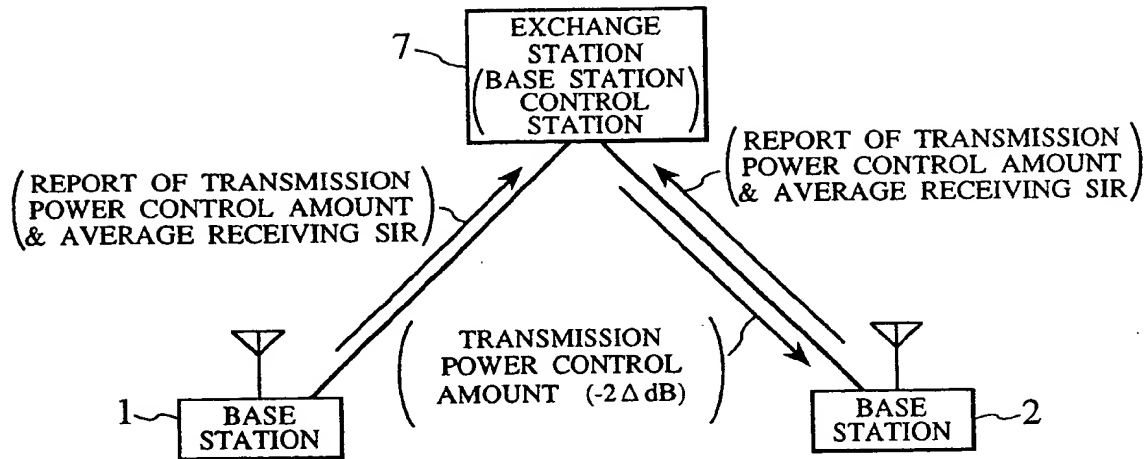 7
EXCHANGE
STATION
(BASE STATION
CONTROL
STATION)
(REPORT OF TRANSMISSION
POWER CONTROL AMOUNT
& AVERAGE RECEIVING SIR)
(REPORT OF TRANSMISSION
POWER CONTROL AMOUNT
& AVERAGE RECEIVING SIR)
(TRANSMISSION
POWER CONTROL
AMOUNT (-2 Δ dB))
1
BASE
STATION
BASE
STATION
2